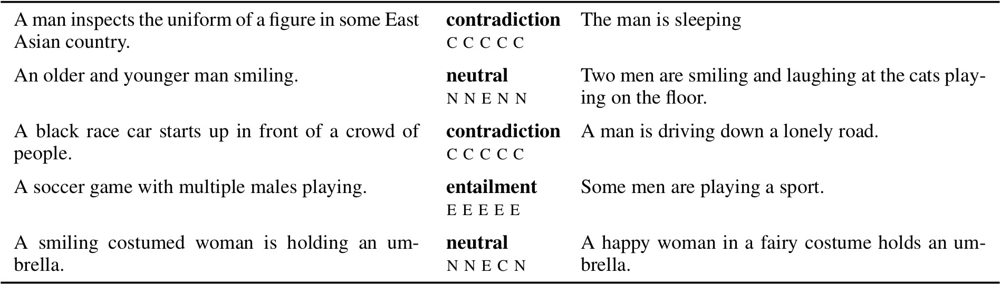 A man inspects the uniform of a figure in some East
Asian country.
contradiction
C C C C C
The man is sleeping
An older and younger man smiling.
neutral
N N E N N
Two men are smiling and laughing at the cats play-
ing on the floor.
A black race car starts up in front of a crowd of
people.
contradiction
C C C C C
A man is driving down a lonely road.
A soccer game with multiple males playing.
entailment
E E E E E
Some men are playing a sport.
A smiling costumed woman is holding an um-
brella.
neutral
N N E C N
A happy woman in a fairy costume holds an um-
brella.